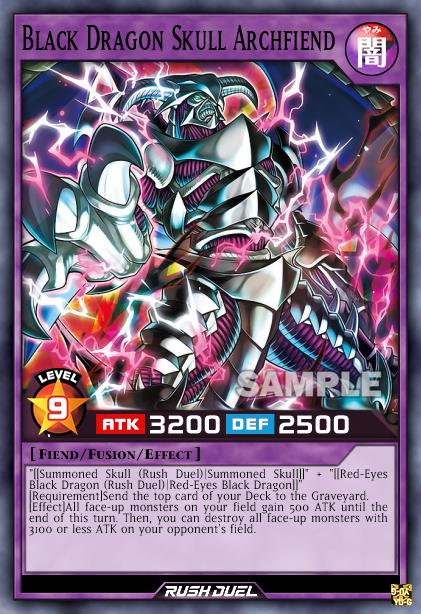 Black Dragon Skull Archfiend
やみ
闇
SAMPLE
LEVEL
9
ATK 3200 DEF 2500
[ Fiend/Fusion/Effect ]
"[[Summoned Skull (Rush Duel)|Summoned Skull]]" + "[[Red-Eyes
Black Dragon (Rush Duel)|Red-Eyes Black Dragon]]"
[Requirement]Send the top card of your Deck to the Graveyard.
[Effect]All face-up monsters on your field gain 500 ATK until the
end of this turn. Then, you can destroy all face-up monsters with
3100 or less ATK on your opponent's field.
RUSH DUEL